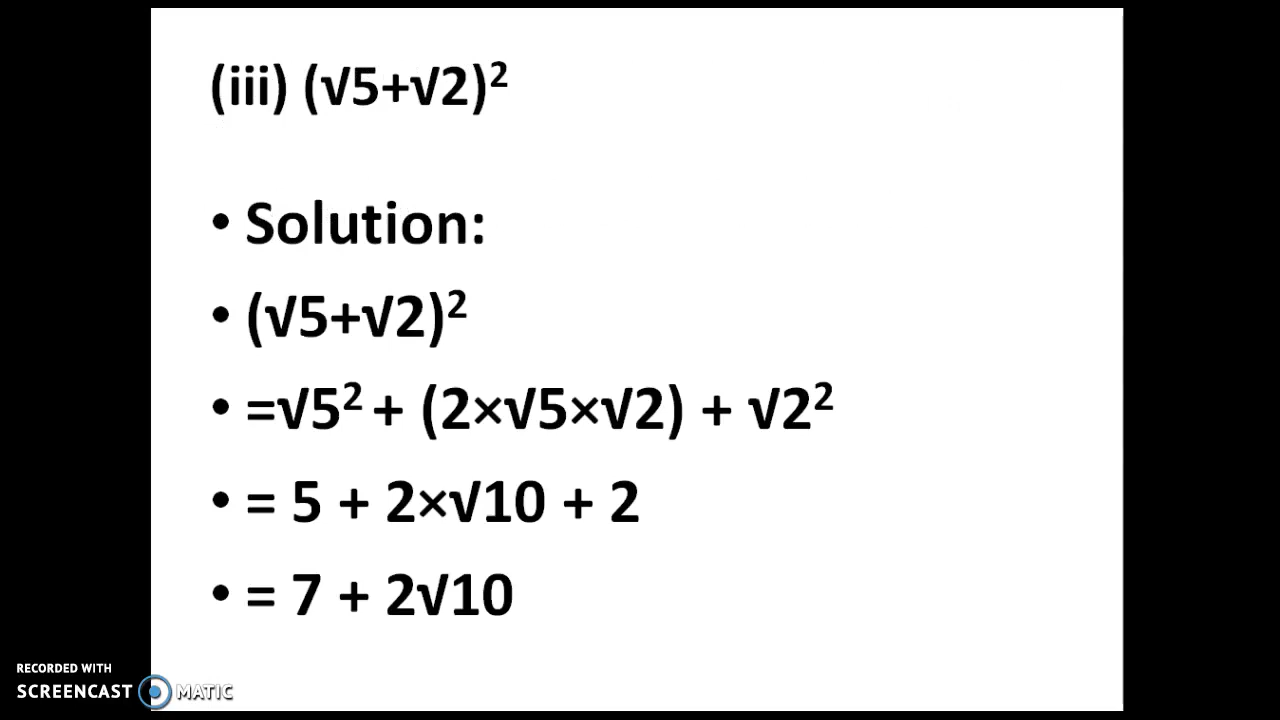 (iii) (√5+√2)²
• Solution:
• (√5+√2)²
• =√5² + (2×√5×√2) + √2²
• = 5 + 2×√10 + 2
• = 7 + 2√10
RECORDED WITH
SCREENCAST MATIC